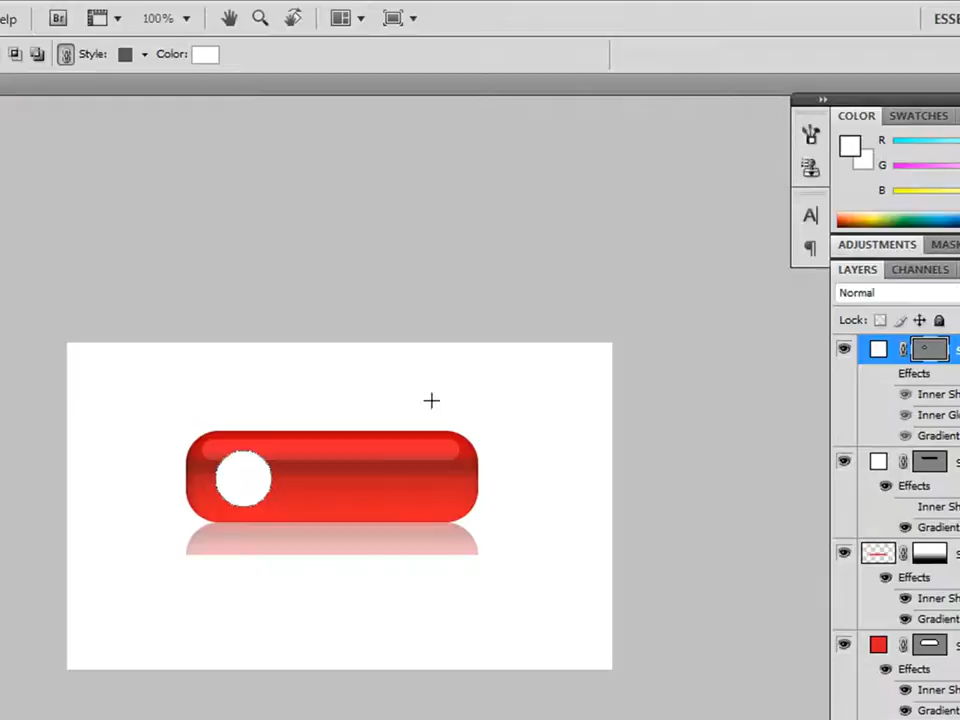 elp Br 100% ESSE
Style: Color:
COLOR SWATCHES
R
G
B
A
ADJUSTMENTS MASK
LAYERS CHANNELS
Normal
Lock:
S
Effects
Inner Sh
Inner Glo
Gradient
S
Effects
Inner Sh
Gradient
S
Effects
Inner Sh
Gradient
S
Effects
Inner Sh
Gradient